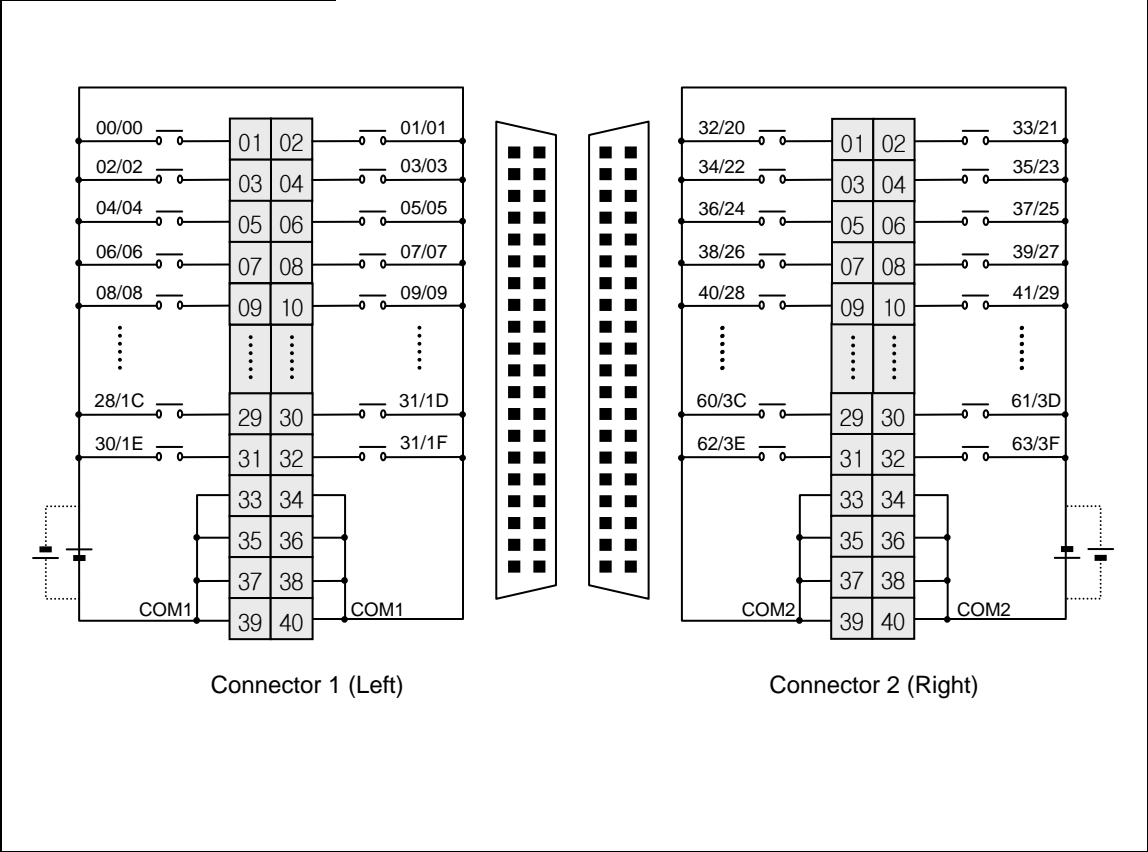 00/00 01 02 01/01
02/02 03 04 03/03
04/04 05 06 05/05
06/06 07 08 07/07
08/08 09 10 09/09
28/1C 29 30 31/1D
30/1E 31 32 31/1F
33 34
35 36
37 38
COM1 39 40 COM1
Connector 1 (Left)
32/20 01 02 33/21
34/22 03 04 35/23
36/24 05 06 37/25
38/26 07 08 39/27
40/28 09 10 41/29
60/3C 29 30 61/3D
62/3E 31 32 63/3F
33 34
35 36
37 38
COM2 39 40 COM2
Connector 2 (Right)